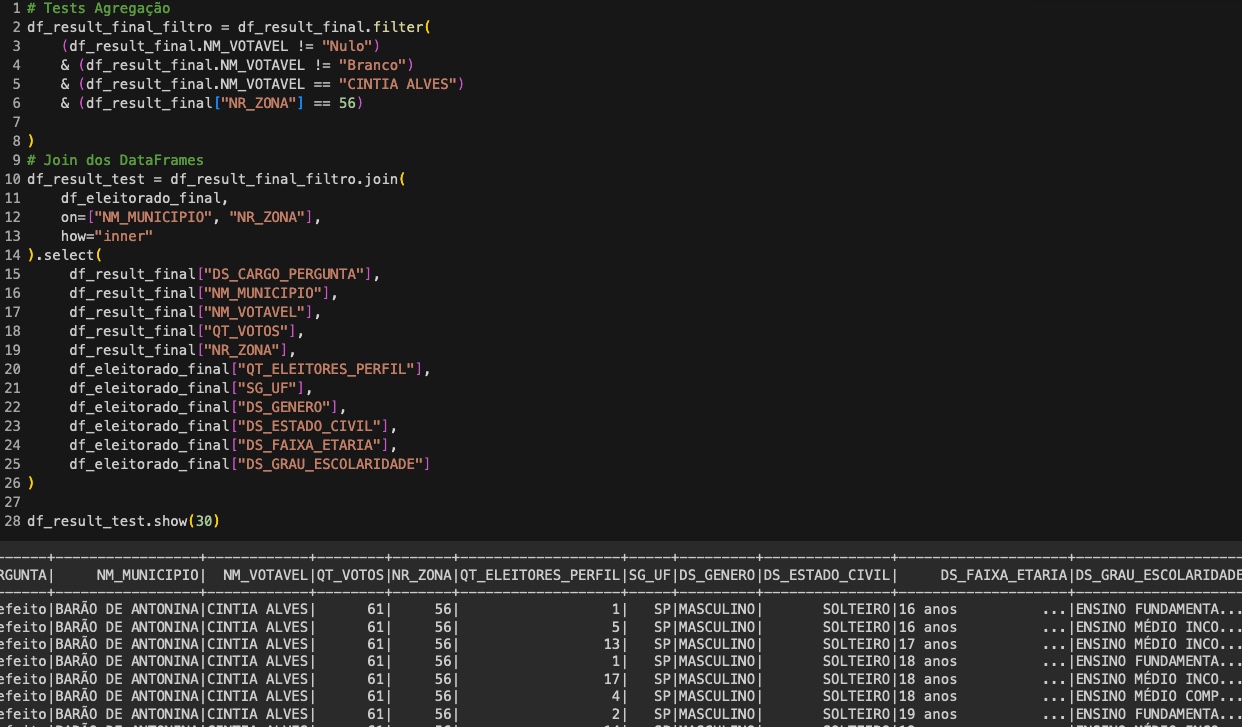 1 # Tests Agregação
2 df_result_final_filtro = df_result_final.filter(
3 (df_result_final.NM_VOTAVEL != "Nulo")
4 & (df_result_final.NM_VOTAVEL != "Branco")
5 & (df_result_final.NM_VOTAVEL == "CINTIA ALVES")
6 & (df_result_final["NR_ZONA"] == 56)
7
8 )
9 # Join dos DataFrames
10 df_result_test = df_result_final_filtro.join(
11 df_eleitorado_final,
12 on=["NM_MUNICIPIO", "NR_ZONA"],
13 how="inner"
14 ).select(
15 df_result_final["DS_CARGO_PERGUNTA"],
16 df_result_final["NM_MUNICIPIO"],
17 df_result_final["NM_VOTAVEL"],
18 df_result_final["QT_VOTOS"],
19 df_result_final["NR_ZONA"],
20 df_eleitorado_final["QT_ELEITORES_PERFIL"],
21 df_eleitorado_final["SG_UF"],
22 df_eleitorado_final["DS_GENERO"],
23 df_eleitorado_final["DS_ESTADO_CIVIL"],
24 df_eleitorado_final["DS_FAIXA_ETARIA"],
25 df_eleitorado_final["DS_GRAU_ESCOLARIDADE"]
26 )
27
28 df_result_test.show(30)
RGUNTA| NM_MUNICIPIO| NM_VOTAVEL|QT_VOTOS|NR_ZONA|QT_ELEITORES_PERFIL|SG_UF|DS_GENERO|DS_ESTADO_CIVIL| DS_FAIXA_ETARIA|DS_GRAU_ESCOLARIDADE
efeito|BARÃO DE ANTONINA|CINTIA ALVES| 61| 56| 1| SP|MASCULINO| SOLTEIRO|16 anos ...|ENSINO FUNDAMENTA...
efeito|BARÃO DE ANTONINA|CINTIA ALVES| 61| 56| 5| SP|MASCULINO| SOLTEIRO|16 anos ...|ENSINO MÉDIO INCO...
efeito|BARÃO DE ANTONINA|CINTIA ALVES| 61| 56| 13| SP|MASCULINO| SOLTEIRO|17 anos ...|ENSINO MÉDIO INCO...
efeito|BARÃO DE ANTONINA|CINTIA ALVES| 61| 56| 1| SP|MASCULINO| SOLTEIRO|18 anos ...|ENSINO FUNDAMENTA...
efeito|BARÃO DE ANTONINA|CINTIA ALVES| 61| 56| 17| SP|MASCULINO| SOLTEIRO|18 anos ...|ENSINO MÉDIO INCO...
efeito|BARÃO DE ANTONINA|CINTIA ALVES| 61| 56| 4| SP|MASCULINO| SOLTEIRO|18 anos ...|ENSINO MÉDIO COMP...
efeito|BARÃO DE ANTONINA|CINTIA ALVES| 61| 56| 2| SP|MASCULINO| SOLTEIRO|19 anos ...|ENSINO MÉDIO INCO...